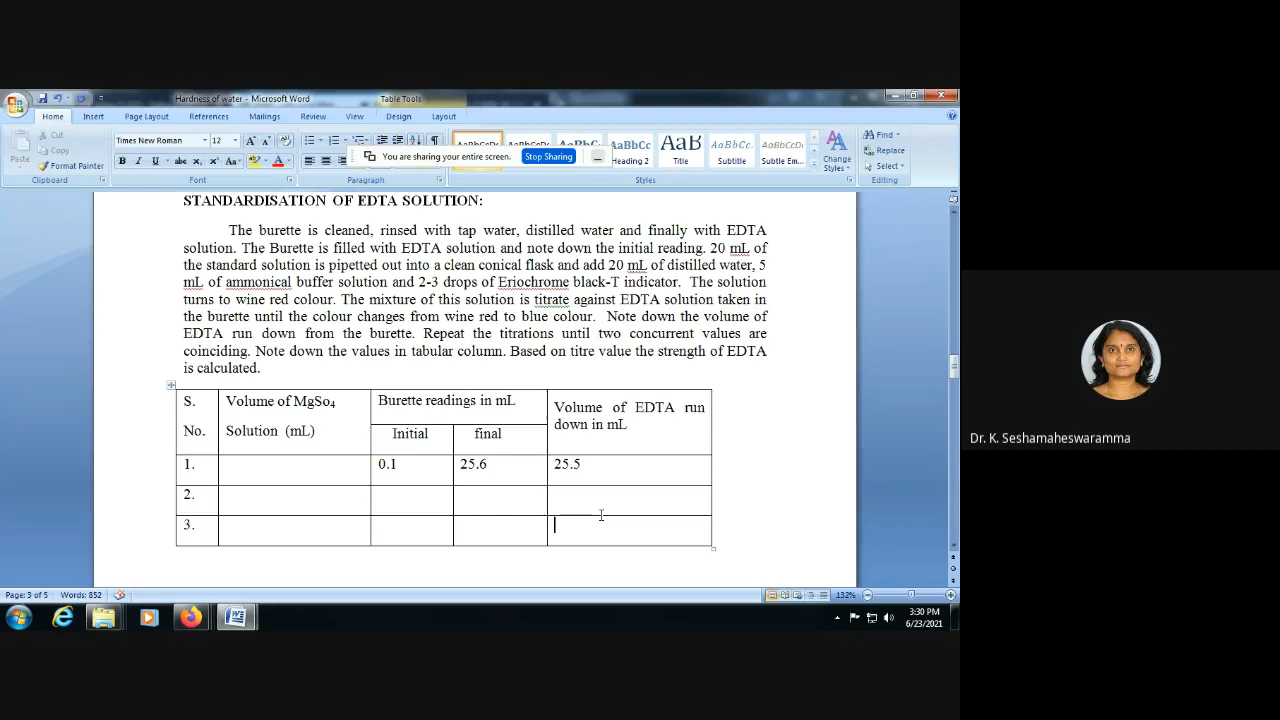 Hardness of water - Microsoft Word
Table Tools
Home Insert Page Layout References Mailings Review View Design Layout
Cut
Copy
Format Painter
Paste
Clipboard
Times New Roman 12
Font
Paragraph
You are sharing your entire screen. Stop Sharing
AaBbCcDc AaBbCc. AaB AaBbCc. AaBbCcDc
Heading 2 Title Subtitle Subtle Em...
Change Styles
Styles
Find
Replace
Select
Editing
STANDARDISATION OF EDTA SOLUTION:
The burette is cleaned, rinsed with tap water, distilled water and finally with EDTA
solution. The Burette is filled with EDTA solution and note down the initial reading. 20 mL of
the standard solution is pipetted out into a clean conical flask and add 20 mL of distilled water, 5
mL of ammonical buffer solution and 2-3 drops of Eriochrome black-T indicator. The solution
turns to wine red colour. The mixture of this solution is titrate against EDTA solution taken in
the burette until the colour changes from wine red to blue colour. Note down the volume of
EDTA run down from the burette Repeat the titrations until two concurrent values are
coinciding. Note down the values in tabular column. Based on titre value the strength of EDTA
is calculated.
S. No.
Volume of MgSo4 Solution (mL)
Burette readings in mL
Initial final
Volume of EDTA run down in mL
1. 0.1 25.6 25.5
2.
3.
Page: 3 of 5 Words: 852
132%
3:30 PM
6/23/2021
Dr. K. Seshamaheswaramma